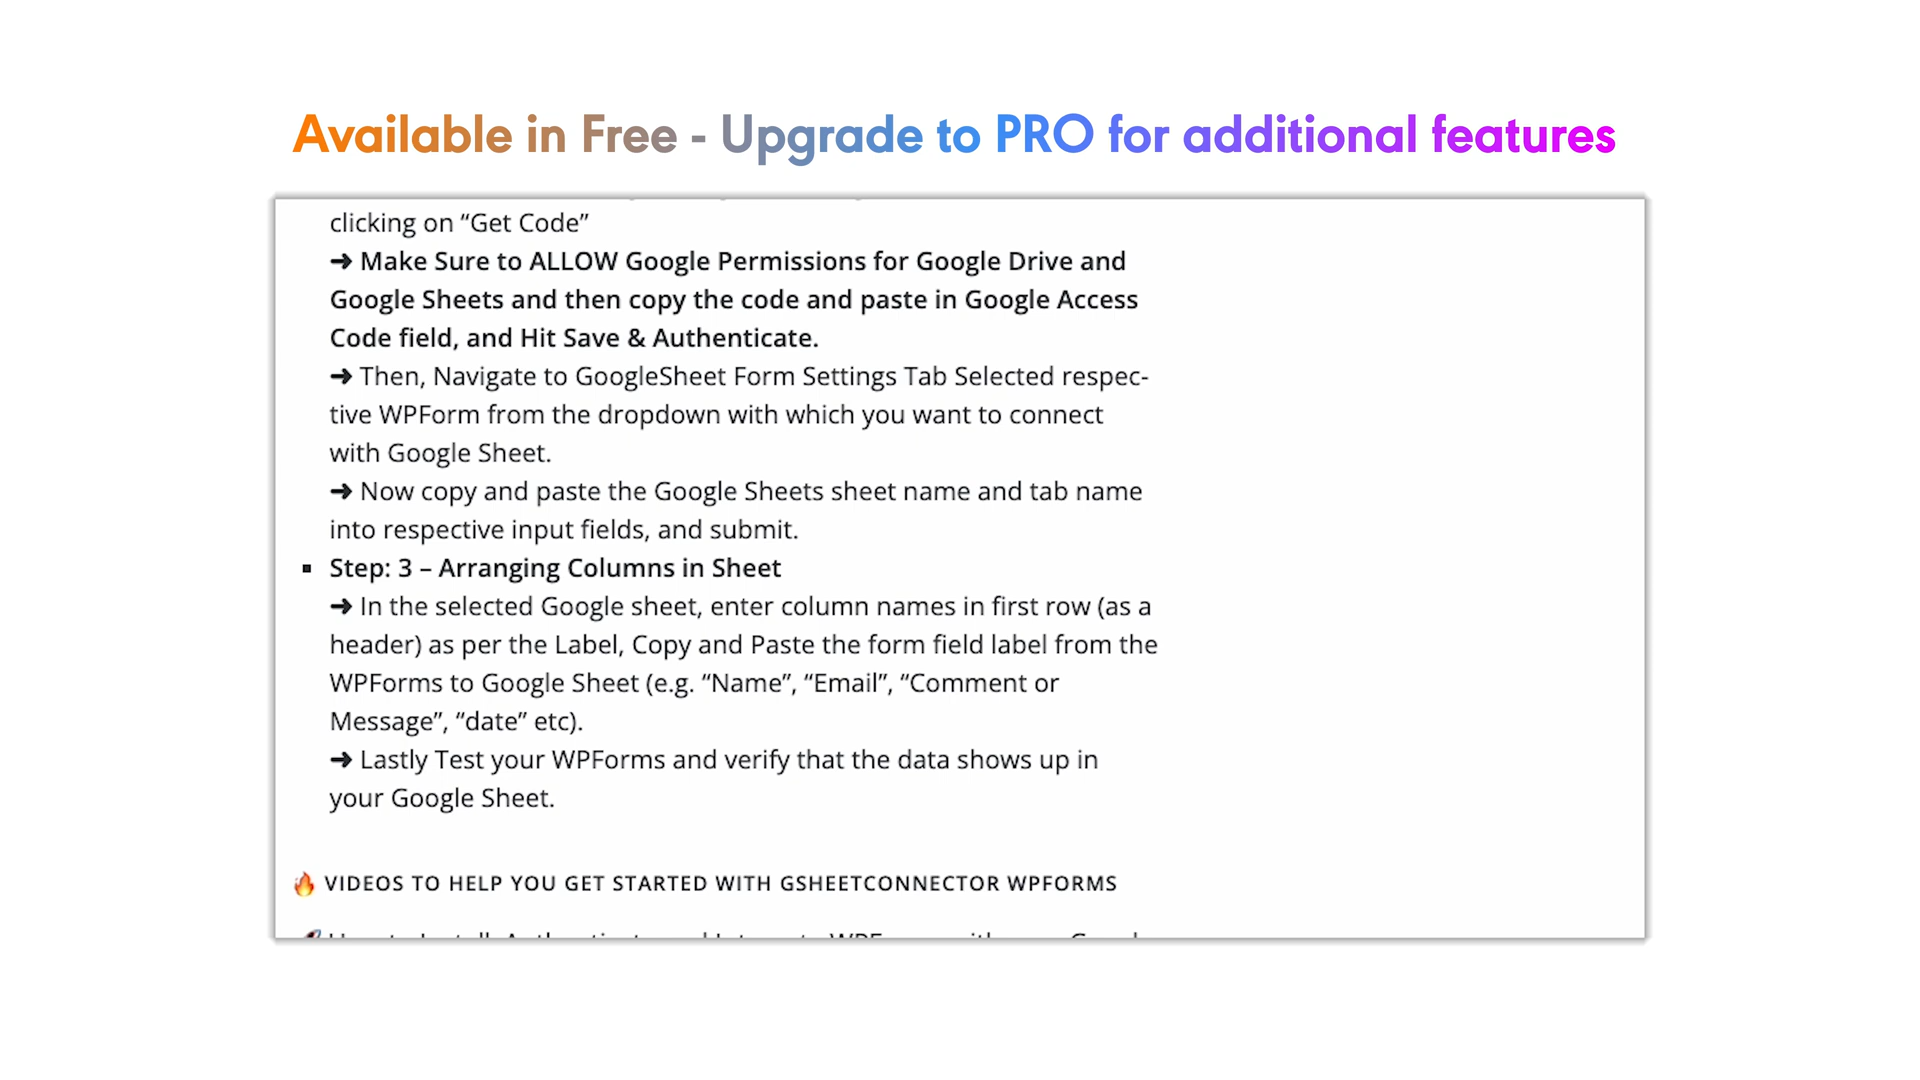 Available in Free - Upgrade to PRO for additional features
clicking on “Get Code”
➜ Make Sure to ALLOW Google Permissions for Google Drive and
Google Sheets and then copy the code and paste in Google Access
Code field, and Hit Save & Authenticate.
➜ Then, Navigate to GoogleSheet Form Settings Tab Selected respec-
tive WPForm from the dropdown with which you want to connect
with Google Sheet.
➜ Now copy and paste the Google Sheets sheet name and tab name
into respective input fields, and submit.
▪ Step: 3 – Arranging Columns in Sheet
➜ In the selected Google sheet, enter column names in first row (as a
header) as per the Label, Copy and Paste the form field label from the
WPForms to Google Sheet (e.g. “Name”, “Email”, “Comment or
Message”, “date” etc).
➜ Lastly Test your WPForms and verify that the data shows up in
your Google Sheet.
🔥 VIDEOS TO HELP YOU GET STARTED WITH GSHEETCONNECTOR WPFORMS